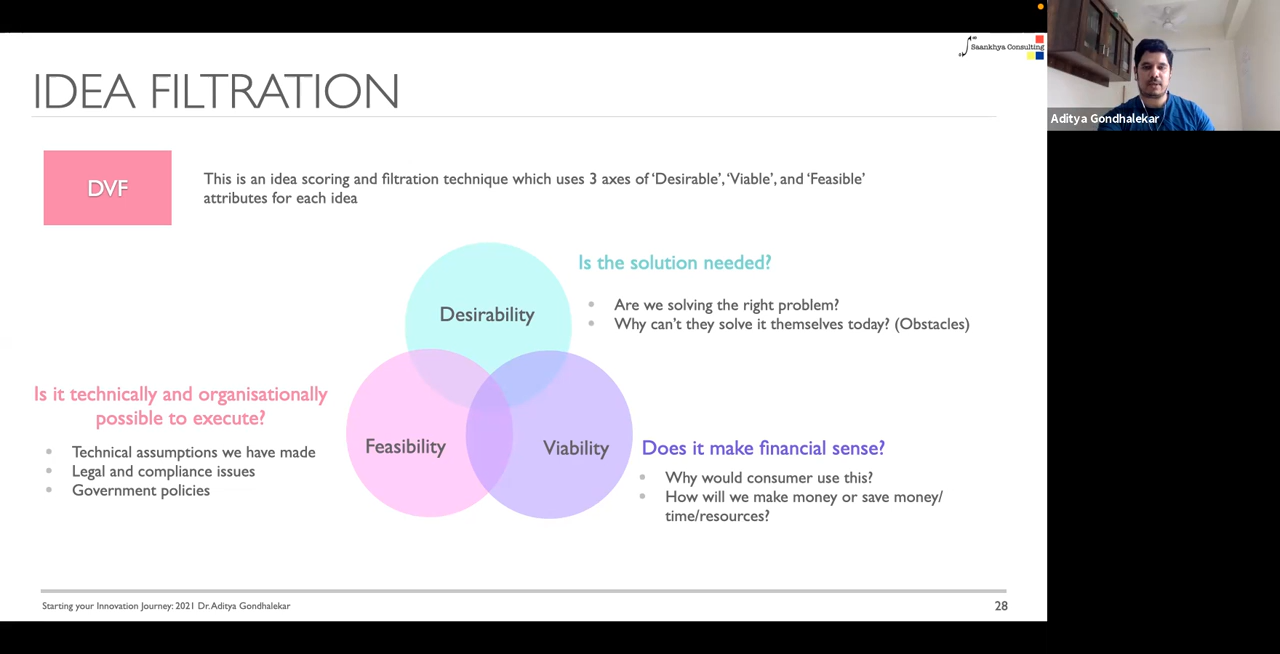 Saankhya Consulting
IDEA FILTRATION
Aditya Gondhalekar
DVF
This is an idea scoring and filtration technique which uses 3 axes of ‘Desirable’, ‘Viable’, and ‘Feasible’
attributes for each idea
Desirability
Is the solution needed?
• Are we solving the right problem?
• Why can’t they solve it themselves today? (Obstacles)
Is it technically and organisationally
possible to execute?
• Technical assumptions we have made
• Legal and compliance issues
• Government policies
Feasibility
Viability
Does it make financial sense?
• Why would consumer use this?
• How will we make money or save money/
time/resources?
Starting your Innovation Journey: 2021 Dr. Aditya Gondhalekar
28